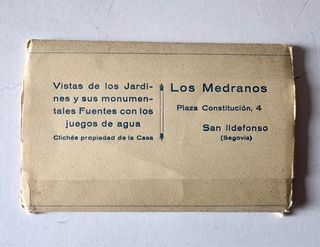 Vistas de los Jardi-
nes y sus monumen-
tales Fuentes con los
juegos de agua
Clichés propiedad de la Casa
Los Medranos
Plaza Constitución, 4
San Ildefonso
(Segovia)